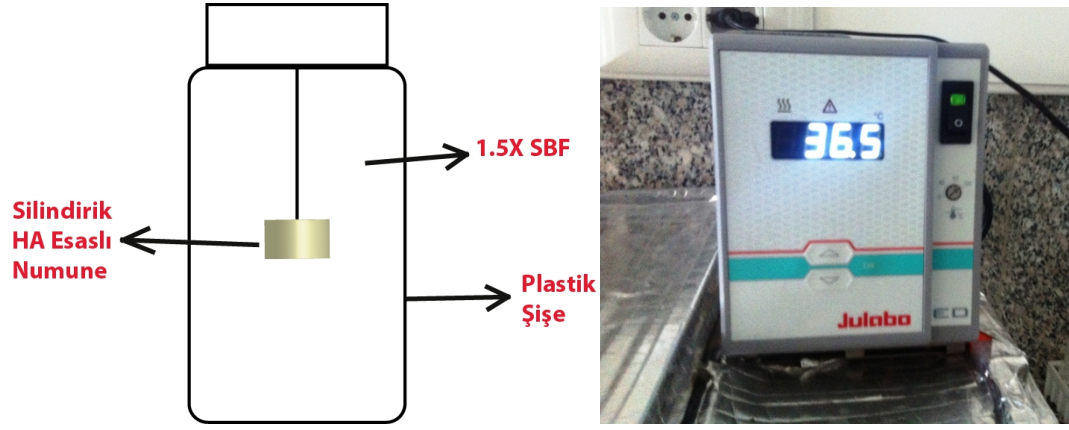 1.5X SBF
Silindirik
HA Esaslı
Numune
Plastik
Şişe
°C
36.5
Julabo
ED